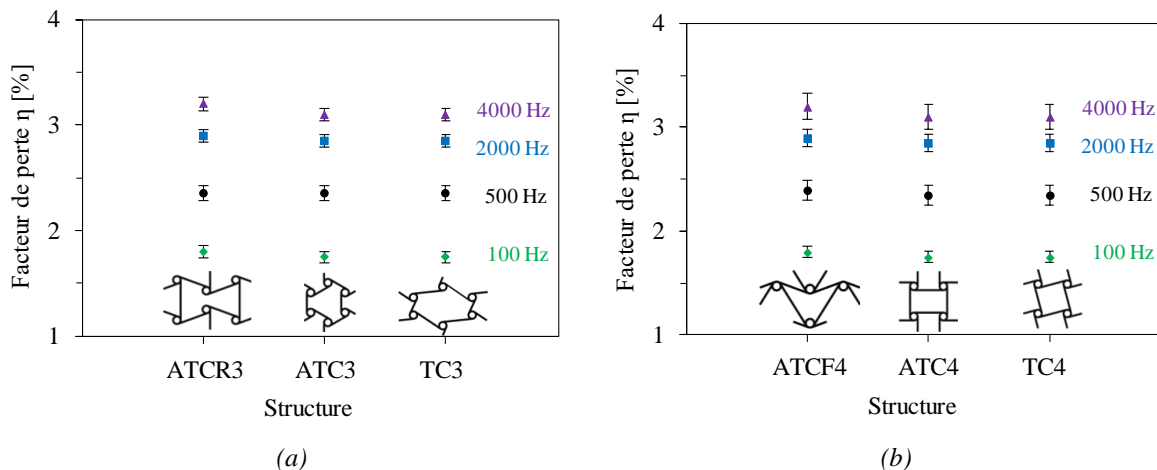 4
3
2
1
Facteur de perte η [%]
4000 Hz
2000 Hz
500 Hz
100 Hz
ATCR3 ATC3 TC3
Structure
(a)
4
3
2
1
Facteur de perte η [%]
4000 Hz
2000 Hz
500 Hz
100 Hz
ATCF4 ATC4 TC4
Structure
(b)